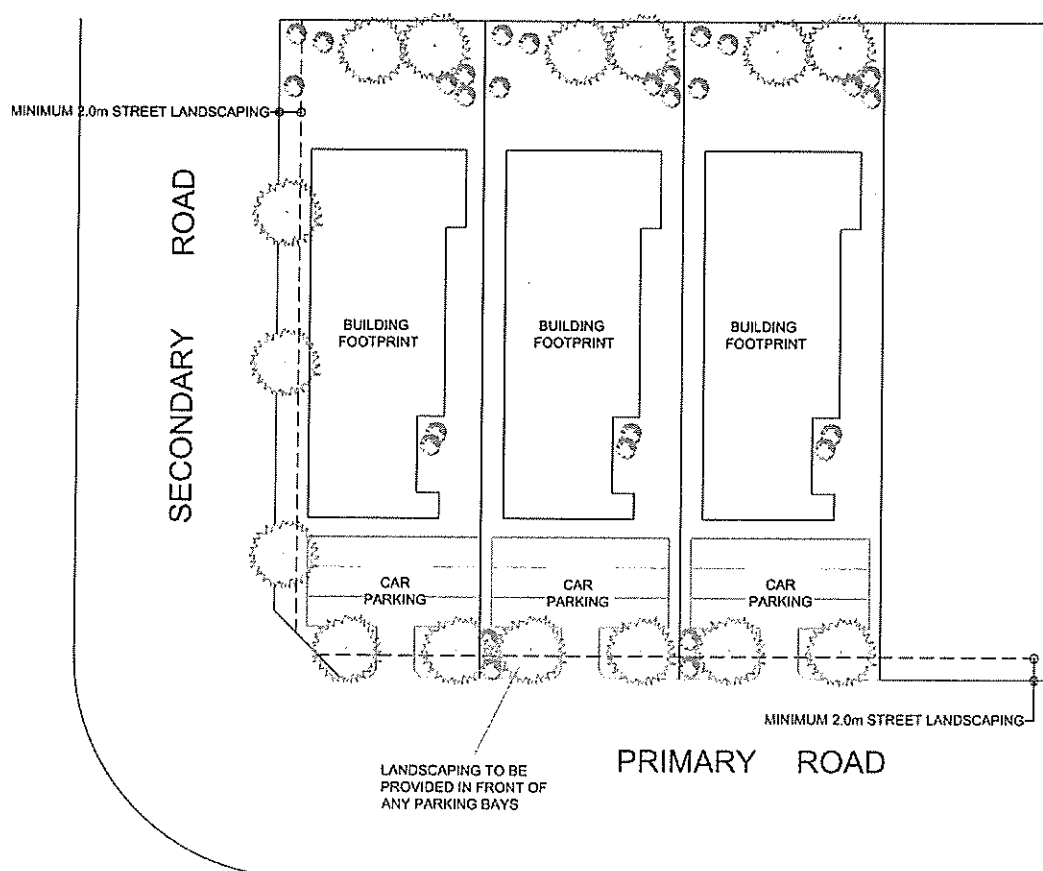 MINIMUM 2.0m STREET LANDSCAPING
SECONDARY ROAD
BUILDING
FOOTPRINT
BUILDING
FOOTPRINT
BUILDING
FOOTPRINT
CAR
PARKING
CAR
PARKING
CAR
PARKING
MINIMUM 2.0m STREET LANDSCAPING
PRIMARY ROAD
LANDSCAPING TO BE
PROVIDED IN FRONT OF
ANY PARKING BAYS